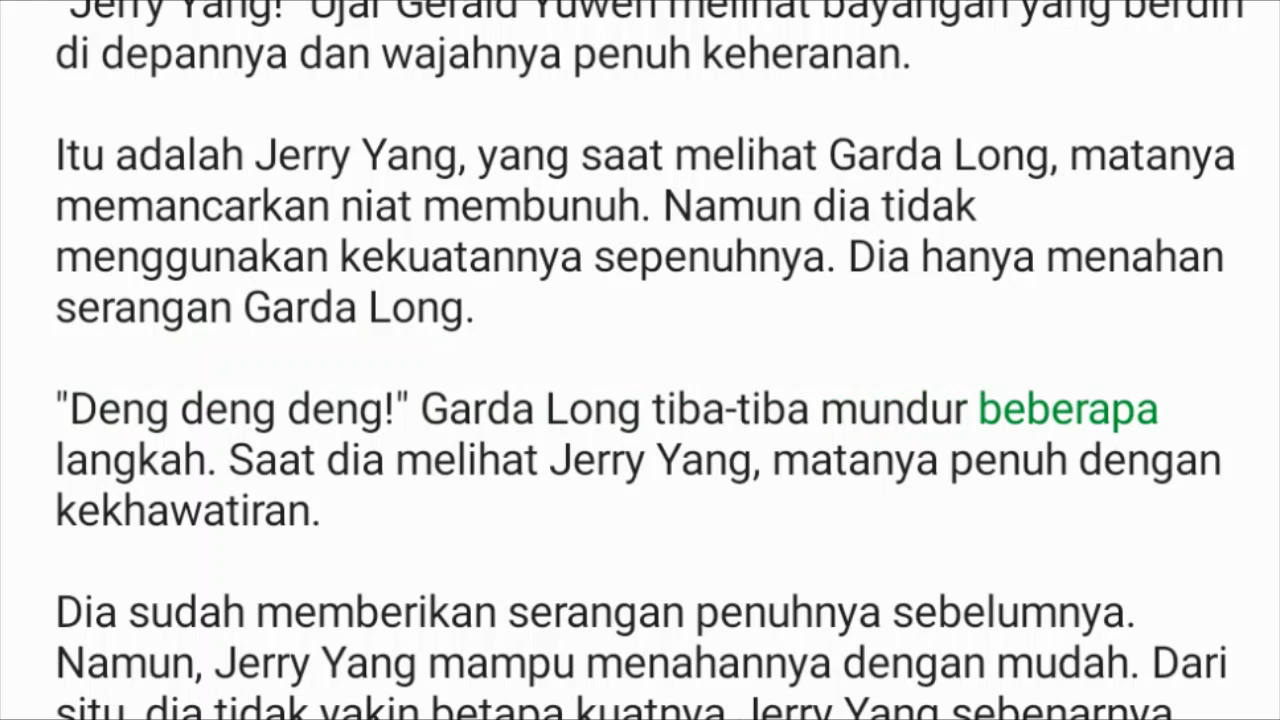 "Jerry Yang!" Ujar Gerald Yuwen melihat bayangan yang berdiri
di depannya dan wajahnya penuh keheranan.
Itu adalah Jerry Yang, yang saat melihat Garda Long, matanya
memancarkan niat membunuh. Namun dia tidak
menggunakan kekuatannya sepenuhnya. Dia hanya menahan
serangan Garda Long.
"Deng deng deng!" Garda Long tiba-tiba mundur beberapa
langkah. Saat dia melihat Jerry Yang, matanya penuh dengan
kekhawatiran.
Dia sudah memberikan serangan penuhnya sebelumnya.
Namun, Jerry Yang mampu menahannya dengan mudah. Dari
situ, dia tidak yakin betapa kuatnya Jerry Yang sebenarnya